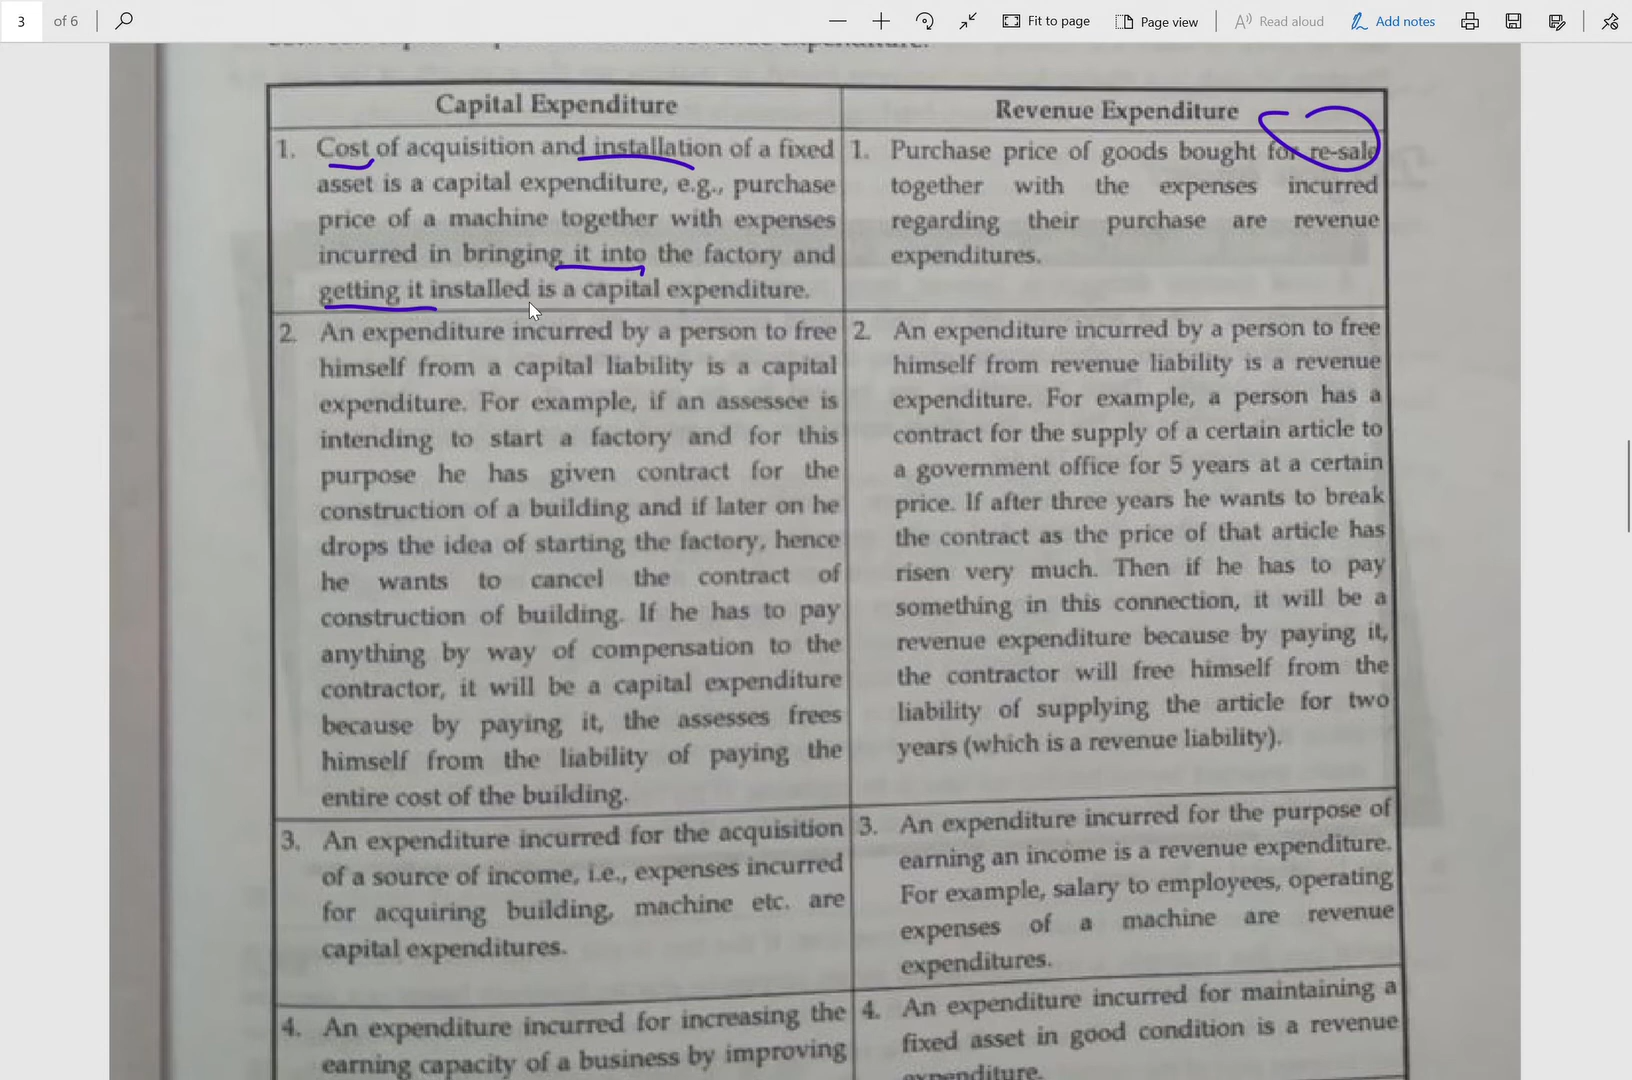 3 of 6 Fit to page Page view Read aloud Add notes
Capital Expenditure
1. Cost of acquisition and installation of a fixed
asset is a capital expenditure, e.g., purchase
price of a machine together with expenses
incurred in bringing it into the factory and
getting it installed is a capital expenditure.
2. An expenditure incurred by a person to free
himself from a capital liability is a capital
expenditure. For example, if an assessee is
intending to start a factory and for this
purpose he has given contract for the
construction of a building and if later on he
drops the idea of starting the factory, hence
he wants to cancel the contract of
construction of building. If he has to pay
anything by way of compensation to the
contractor, it will be a capital expenditure
because by paying it, the assesses frees
himself from the liability of paying the
entire cost of the building.
3. An expenditure incurred for the acquisition
of a source of income, i.e., expenses incurred
for acquiring building, machine etc. are
capital expenditures.
4. An expenditure incurred for increasing the
earning capacity of a business by improving
Revenue Expenditure
1. Purchase price of goods bought for re-sale
together with the expenses incurred
regarding their purchase are revenue
expenditures.
2. An expenditure incurred by a person to free
himself from revenue liability is a revenue
expenditure. For example, a person has a
contract for the supply of a certain article to
a government office for 5 years at a certain
price. If after three years he wants to break
the contract as the price of that article has
risen very much. Then if he has to pay
something in this connection, it will be a
revenue expenditure because by paying it,
the contractor will free himself from the
liability of supplying the article for two
years (which is a revenue liability).
3. An expenditure incurred for the purpose of
earning an income is a revenue expenditure.
For example, salary to employees, operating
expenses of a machine are revenue
expenditures.
4. An expenditure incurred for maintaining a
fixed asset in good condition is a revenue
expenditure.